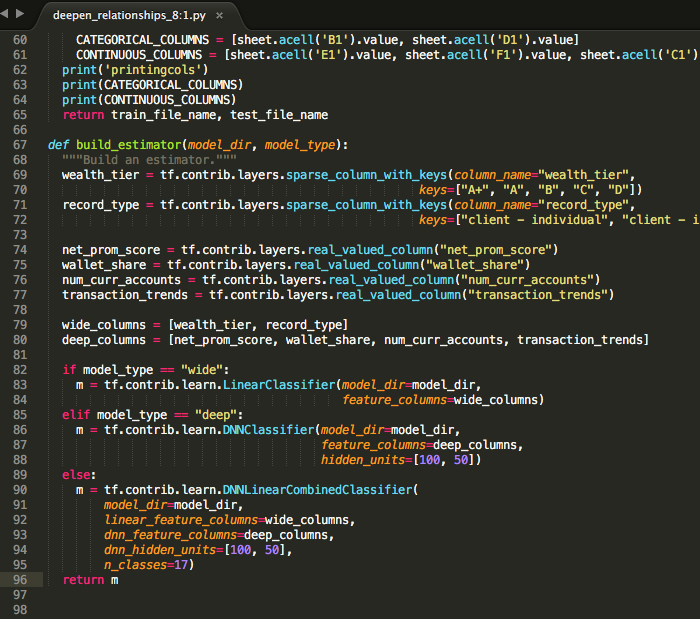 deepen_relationships_8:1.py ×
60 CATEGORICAL_COLUMNS = [sheet.acell('B1').value, sheet.acell('D1').value]
61 CONTINUOUS_COLUMNS = [sheet.acell('E1').value, sheet.acell('F1').value, sheet.acell('C1')
62 print('printingcols')
63 print(CATEGORICAL_COLUMNS)
64 print(CONTINUOUS_COLUMNS)
65 return train_file_name, test_file_name
66
67 def build_estimator(model_dir, model_type):
68 """Build an estimator."""
69 wealth_tier = tf.contrib.layers.sparse_column_with_keys(column_name="wealth_tier",
70 keys=["A+", "A", "B", "C", "D"])
71 record_type = tf.contrib.layers.sparse_column_with_keys(column_name="record_type",
72 keys=["client - individual", "client - i
73
74 net_prom_score = tf.contrib.layers.real_valued_column("net_prom_score")
75 wallet_share = tf.contrib.layers.real_valued_column("wallet_share")
76 num_curr_accounts = tf.contrib.layers.real_valued_column("num_curr_accounts")
77 transaction_trends = tf.contrib.layers.real_valued_column("transaction_trends")
78
79 wide_columns = [wealth_tier, record_type]
80 deep_columns = [net_prom_score, wallet_share, num_curr_accounts, transaction_trends]
81
82 if model_type == "wide":
83 m = tf.contrib.learn.LinearClassifier(model_dir=model_dir,
84 feature_columns=wide_columns)
85 elif model_type == "deep":
86 m = tf.contrib.learn.DNNClassifier(model_dir=model_dir,
87 feature_columns=deep_columns,
88 hidden_units=[100, 50])
89 else:
90 m = tf.contrib.learn.DNNLinearCombinedClassifier(
91 model_dir=model_dir,
92 linear_feature_columns=wide_columns,
93 dnn_feature_columns=deep_columns,
94 dnn_hidden_units=[100, 50],
95 n_classes=17)
96 return m
97
98